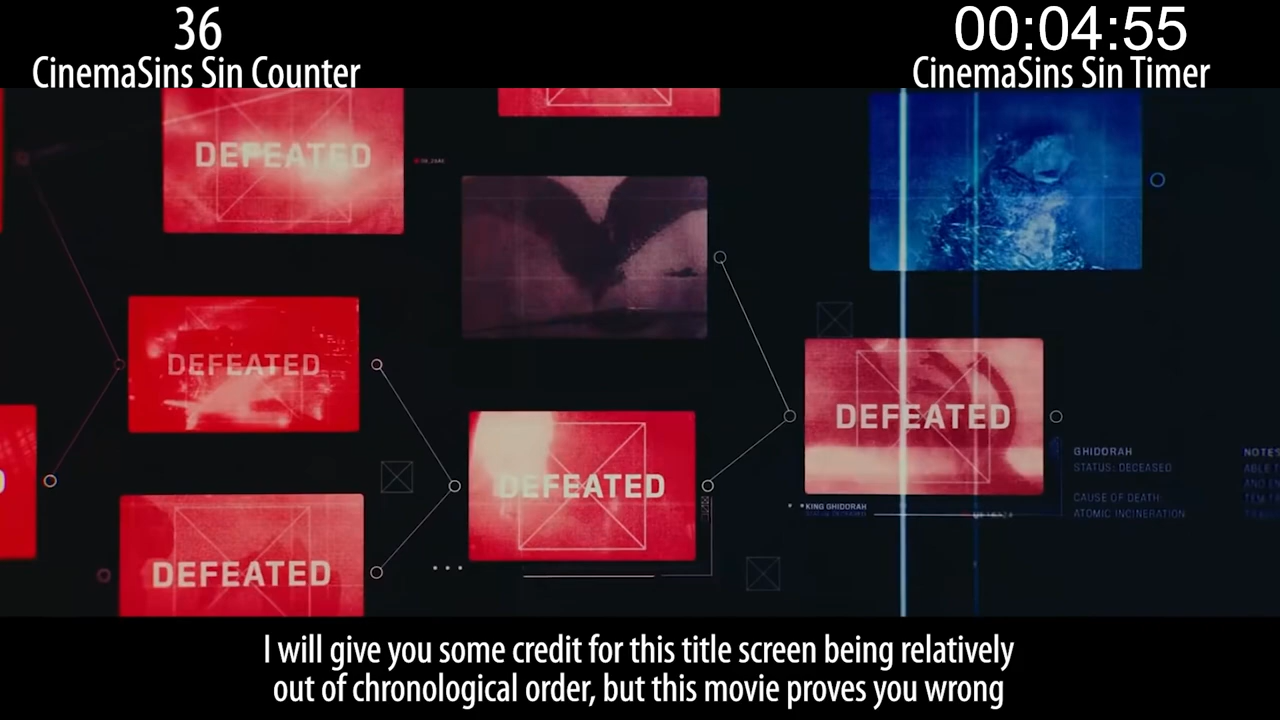 36
CinemaSins Sin Counter
00:04:55
CinemaSins Sin Timer
DEFEATED
DEFEATED
DEFEATED
DEFEATED
DEFEATED
KING GHIDORAH
GHIDORAH
STATUS: DECEASED
CAUSE OF DEATH:
ATOMIC INCINERATION
NOTES
I will give you some credit for this title screen being relatively
out of chronological order, but this movie proves you wrong